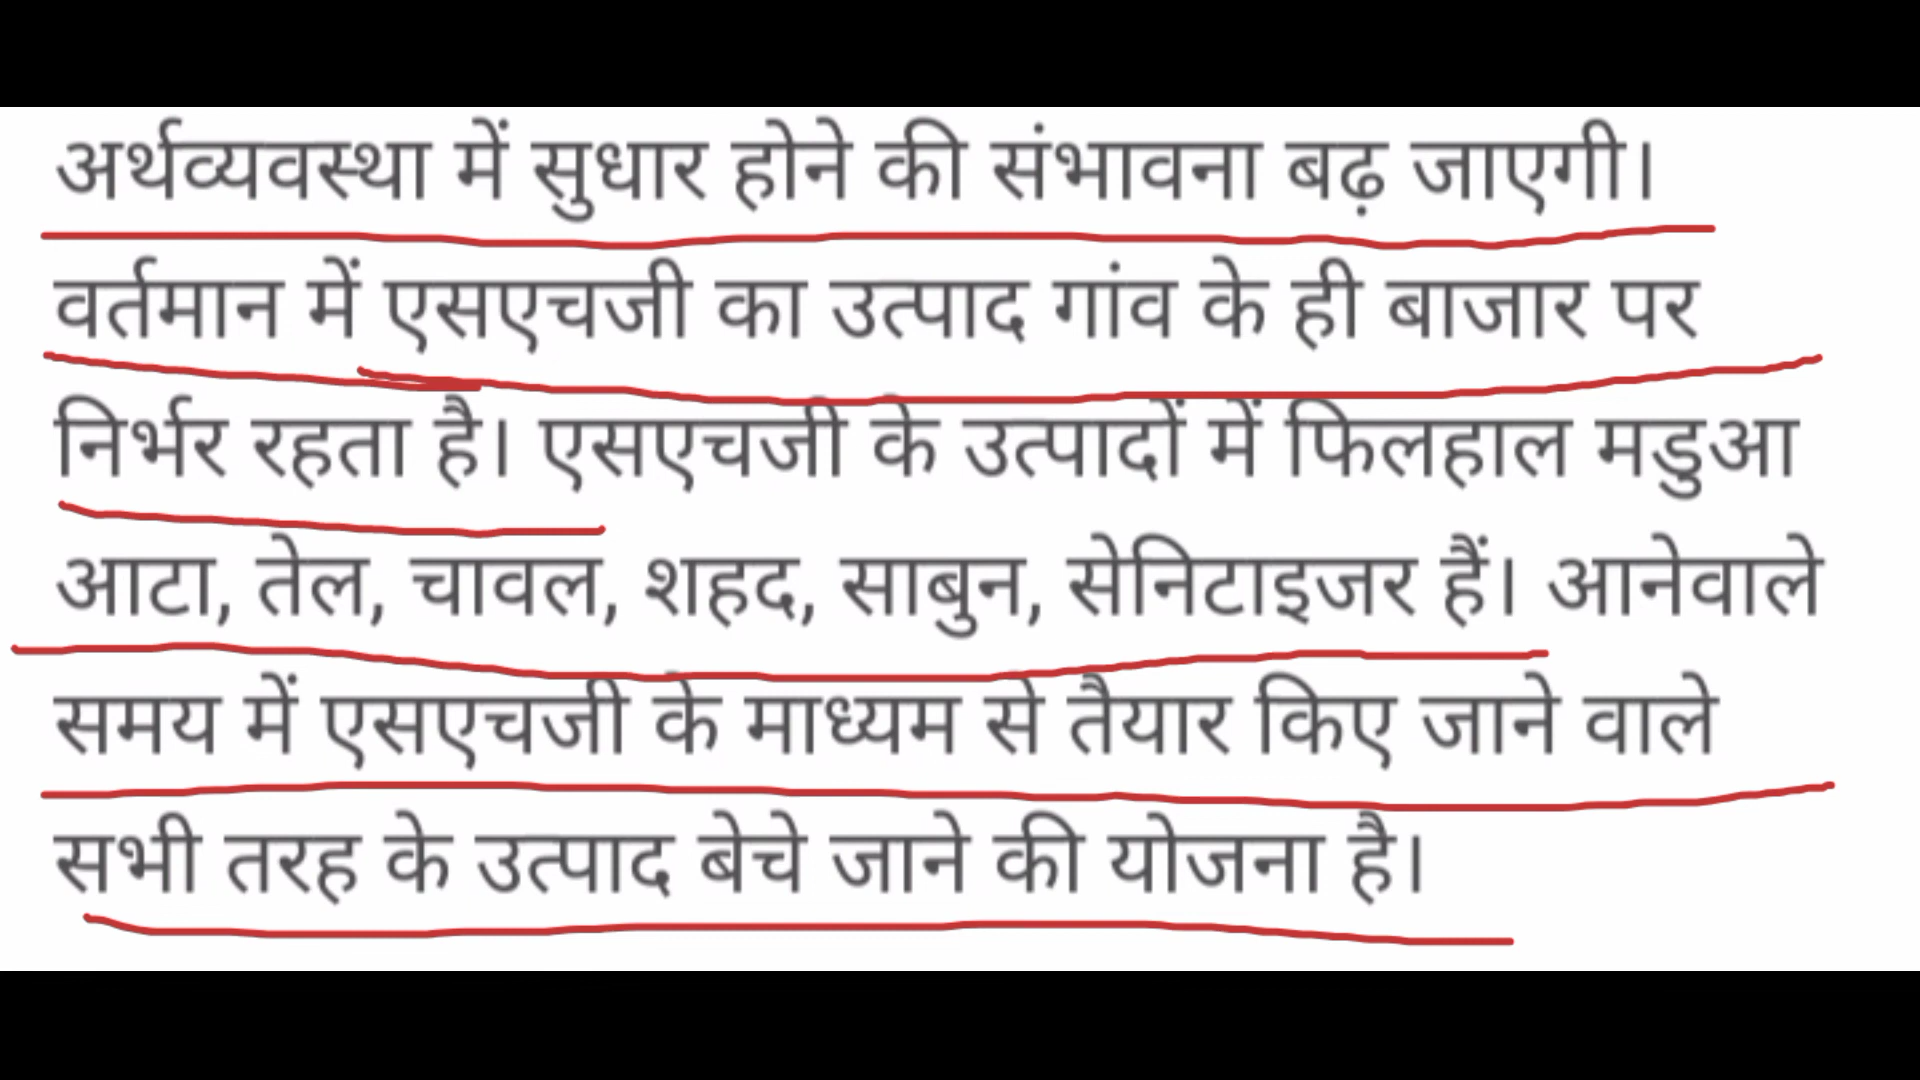 अर्थव्यवस्था में सुधार होने की संभावना बढ़ जाएगी।
वर्तमान में एसएचजी का उत्पाद गांव के ही बाजार पर
निर्भर रहता है। एसएचजी के उत्पादों में फिलहाल मडुआ
आटा, तेल, चावल, शहद, साबुन, सेनिटाइजर हैं। आनेवाले
समय में एसएचजी के माध्यम से तैयार किए जाने वाले
सभी तरह के उत्पाद बेचे जाने की योजना है।